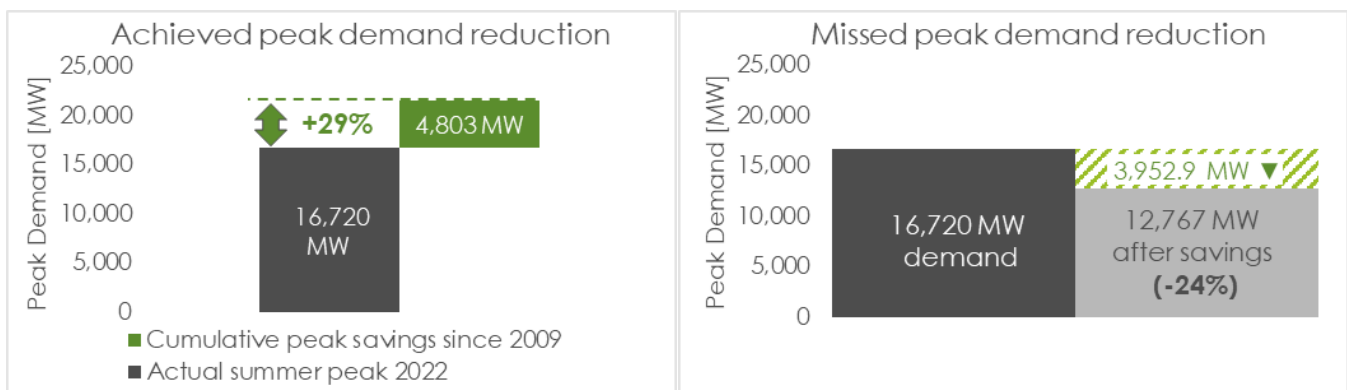 Achieved peak demand reduction
Peak Demand [MW]
25,000
20,000
15,000
10,000
5,000
0
+29%
4,803 MW
16,720
MW
Cumulative peak savings since 2009
Actual summer peak 2022
Missed peak demand reduction
Peak Demand [MW]
25,000
20,000
15,000
10,000
5,000
0
3,952.9 MW ▼
16,720 MW
demand
12,767 MW
after savings
(-24%)